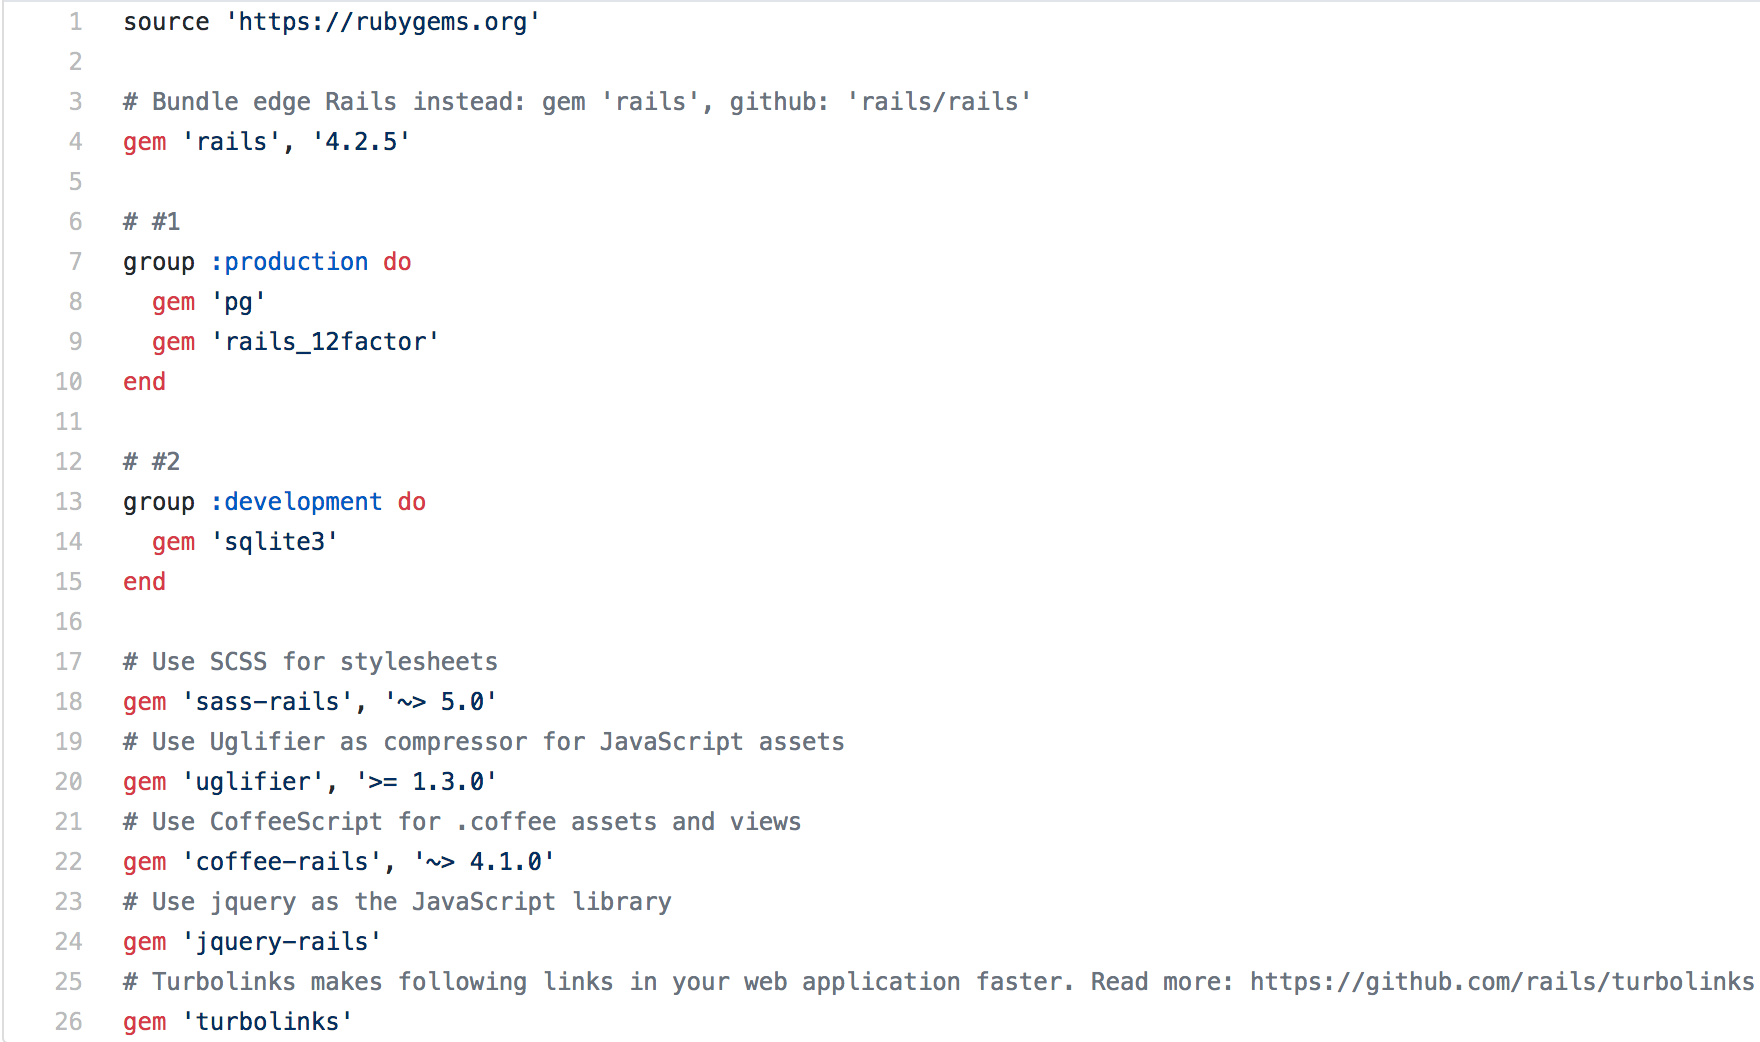 1 source 'https://rubygems.org'
2
3 # Bundle edge Rails instead: gem 'rails', github: 'rails/rails'
4 gem 'rails', '4.2.5'
5
6 # #1
7 group :production do
8   gem 'pg'
9   gem 'rails_12factor'
10 end
11
12 # #2
13 group :development do
14   gem 'sqlite3'
15 end
16
17 # Use SCSS for stylesheets
18 gem 'sass-rails', '~> 5.0'
19 # Use Uglifier as compressor for JavaScript assets
20 gem 'uglifier', '>= 1.3.0'
21 # Use CoffeeScript for .coffee assets and views
22 gem 'coffee-rails', '~> 4.1.0'
23 # Use jquery as the JavaScript library
24 gem 'jquery-rails'
25 # Turbolinks makes following links in your web application faster. Read more: https://github.com/rails/turbolinks
26 gem 'turbolinks'